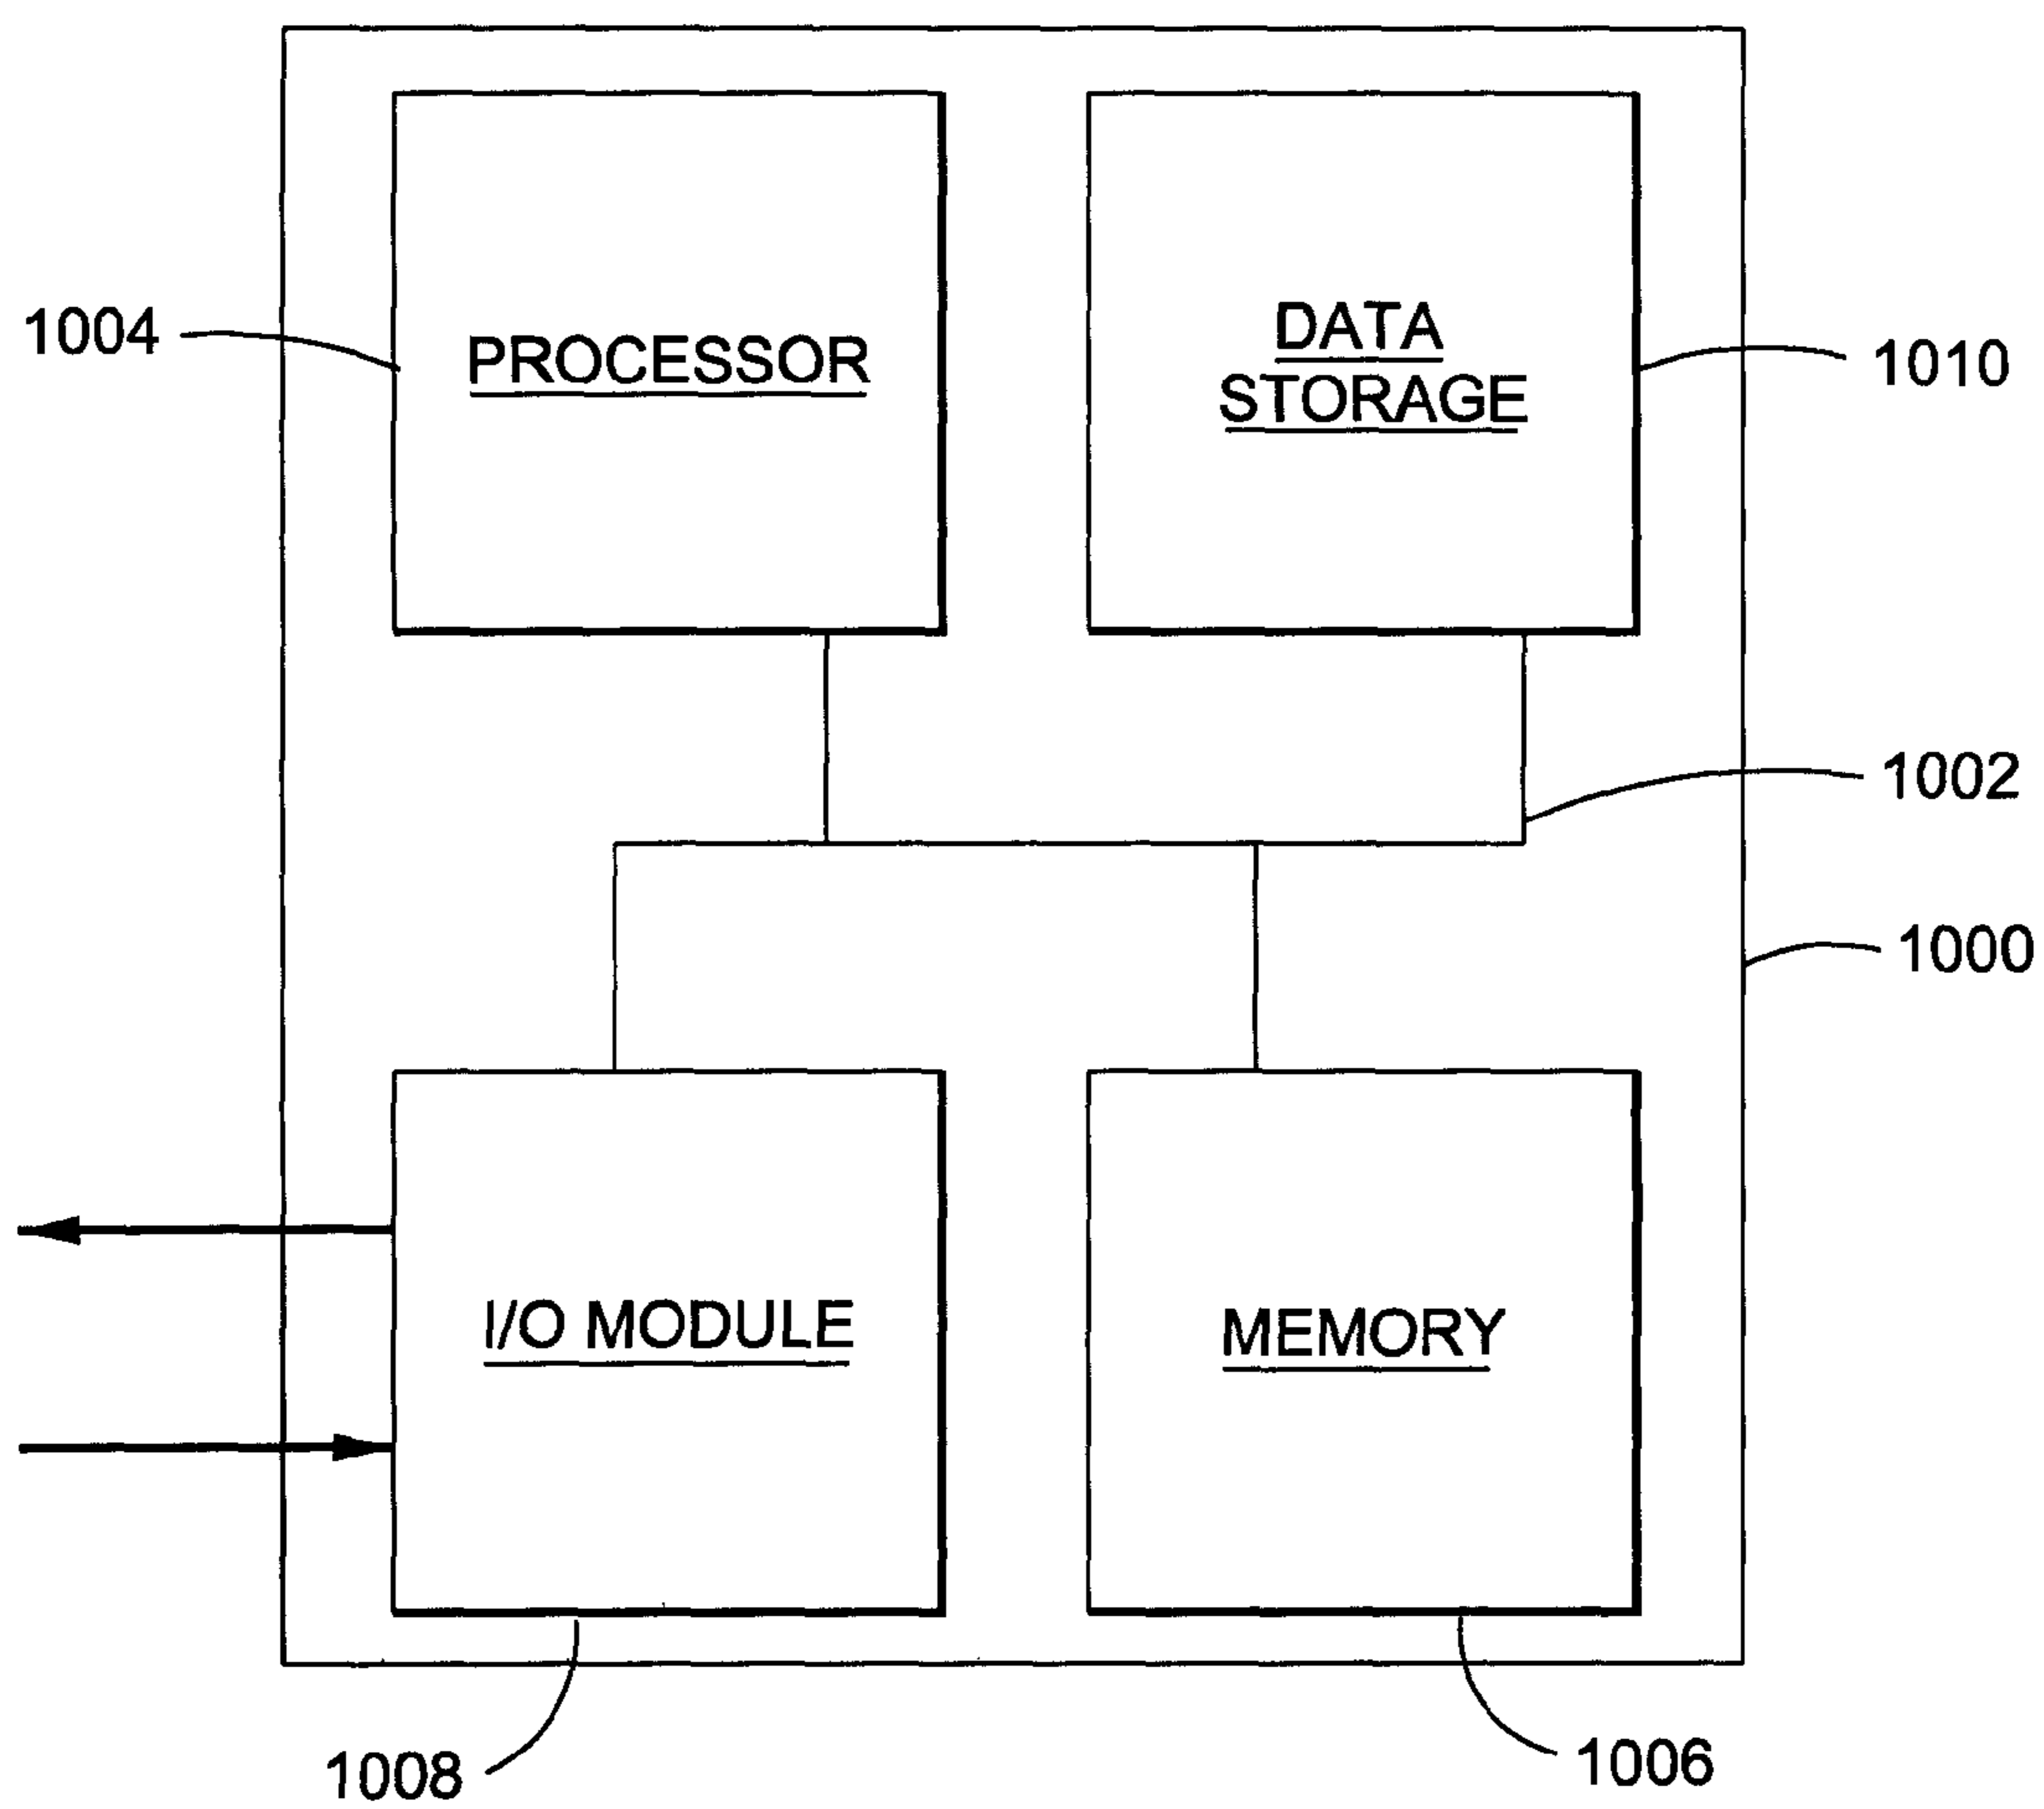 1004
PROCESSOR
DATA
STORAGE
1010
1002
1000
I/O MODULE
MEMORY
1008
1006